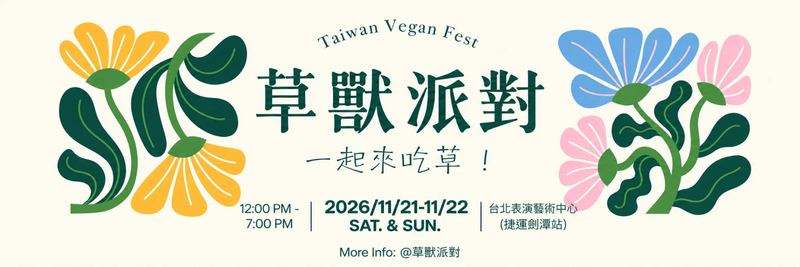 Taiwan Vegan Fest
草獸派對
一起來吃草！
12:00 PM -
7:00 PM
2026/11/21-11/22
SAT. & SUN.
台北表演藝術中心
(捷運劍潭站)
More Info: @草獸派對